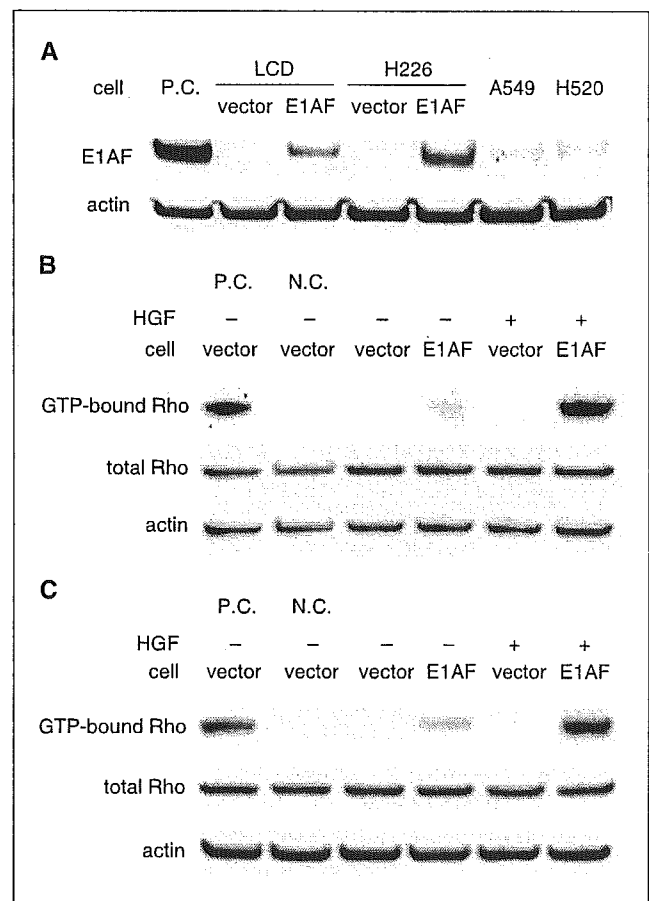 A
LCD H226
cell P.C. A549 H520
vector E1AF vector E1AF
E1AF
actin
B
P.C. N.C.
HGF – – – – + +
cell vector vector vector E1AF vector E1AF
GTP-bound Rho
total Rho
actin
C
P.C. N.C.
HGF – – – – + +
cell vector vector vector E1AF vector E1AF
GTP-bound Rho
total Rho
actin